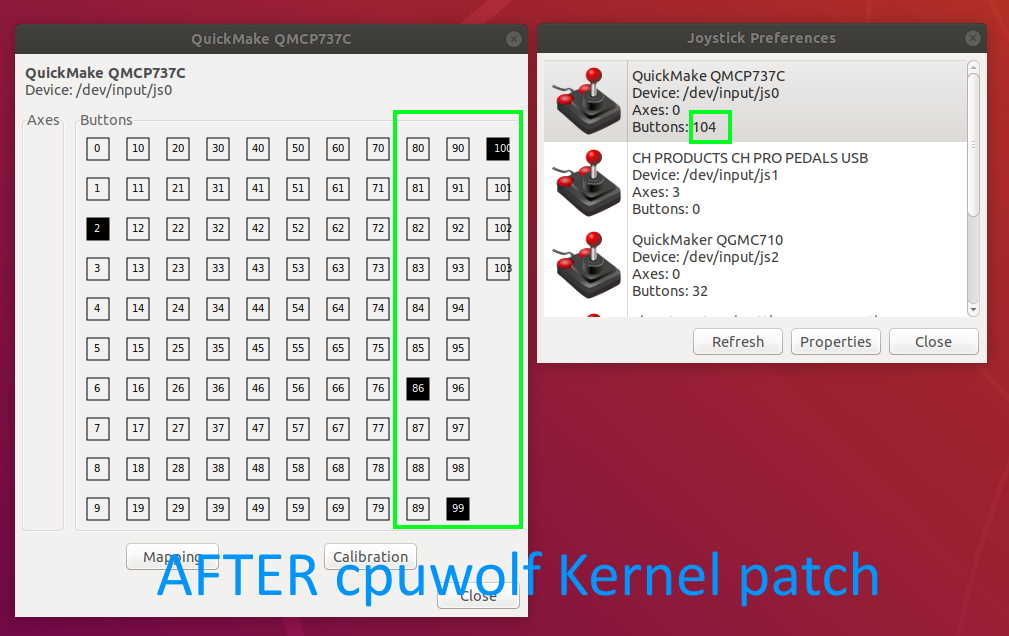 QuickMake QMCP737C
QuickMake QMCP737C
Device: /dev/input/js0
Axes
Buttons
0 10 20 30 40 50 60 70 80 90 100
1 11 21 31 41 51 61 71 81 91 101
2 12 22 32 42 52 62 72 82 92 102
3 13 23 33 43 53 63 73 83 93 103
4 14 24 34 44 54 64 74 84 94
5 15 25 35 45 55 65 75 85 95
6 16 26 36 46 56 66 76 86 96
7 17 27 37 47 57 67 77 87 97
8 18 28 38 48 58 68 78 88 98
9 19 29 39 49 59 69 79 89 99
Mapping
Calibration
Close
Joystick Preferences
QuickMake QMCP737C
Device: /dev/input/js0
Axes: 0
Buttons: 104
CH PRODUCTS CH PRO PEDALS USB
Device: /dev/input/js1
Axes: 3
Buttons: 0
QuickMaker QGMC710
Device: /dev/input/js2
Axes: 0
Buttons: 32
Refresh
Properties
Close
AFTER cpuwolf Kernel patch